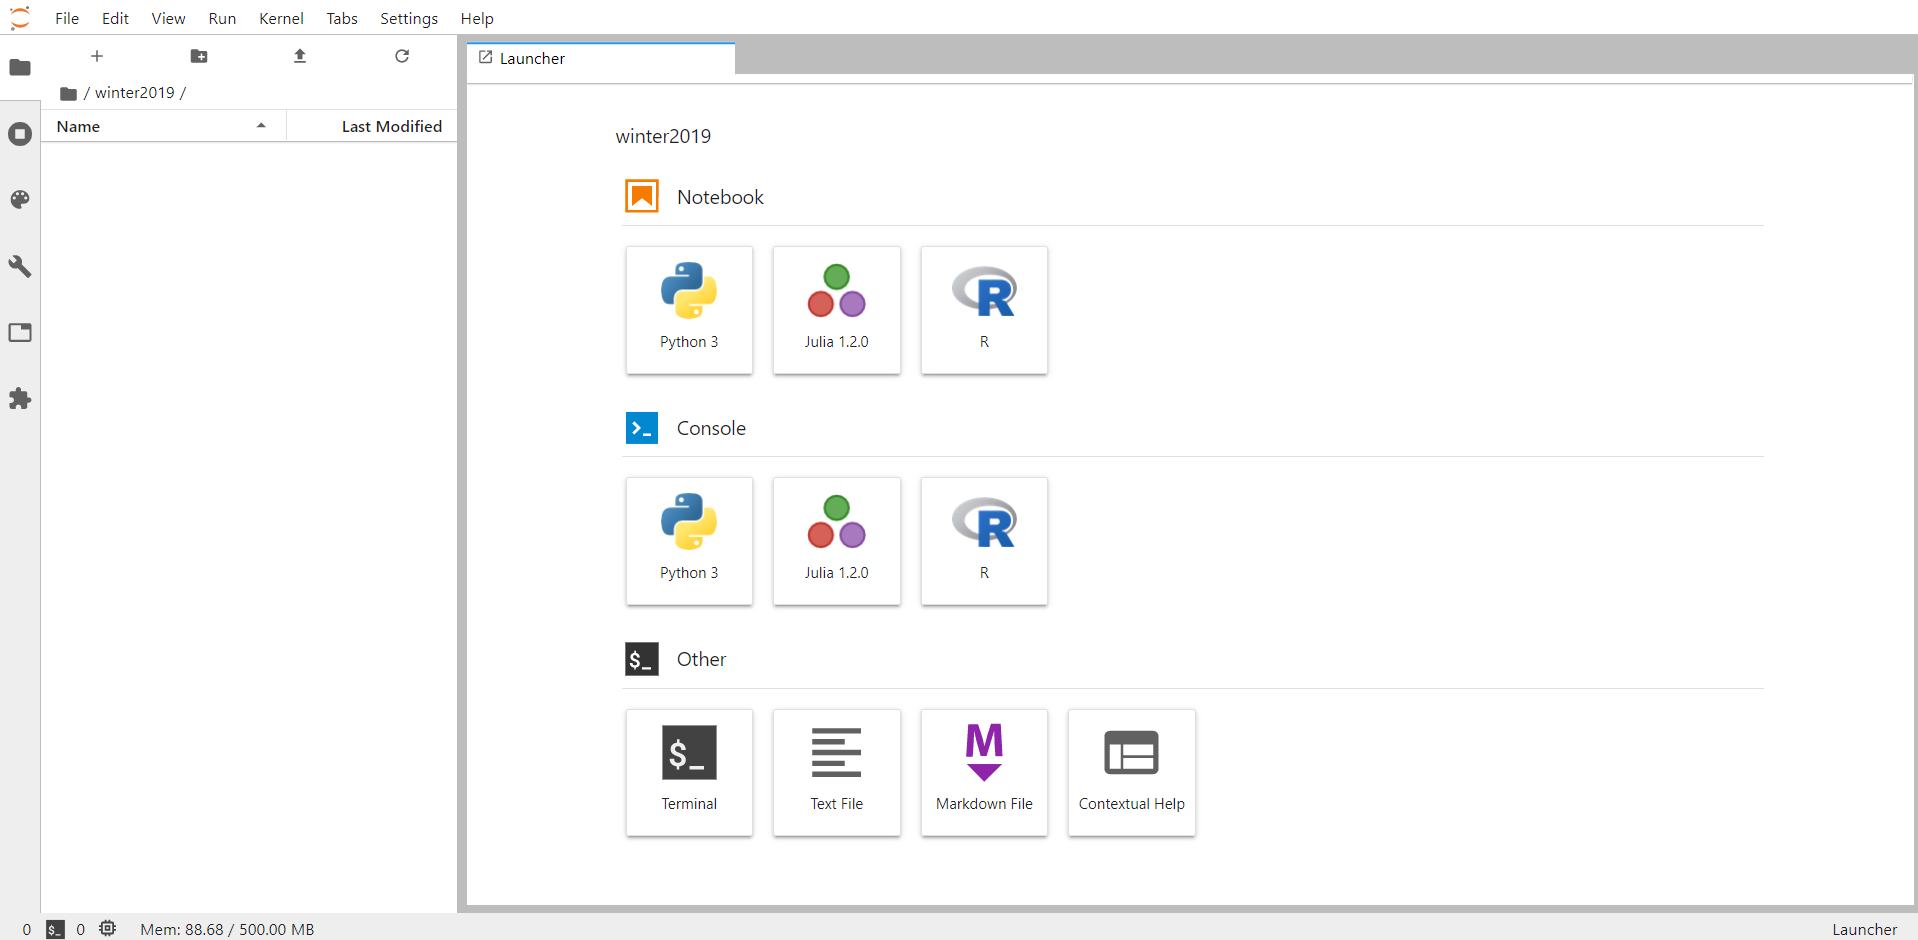 File Edit View Run Kernel Tabs Settings Help
Launcher
/ winter2019 /
Name Last Modified
winter2019
Notebook
Python 3 Julia 1.2.0 R
Console
Python 3 Julia 1.2.0 R
$_ Other
$_ M
Terminal Text File Markdown File Contextual Help
0 $_ 0 Mem: 88.68 / 500.00 MB Launcher